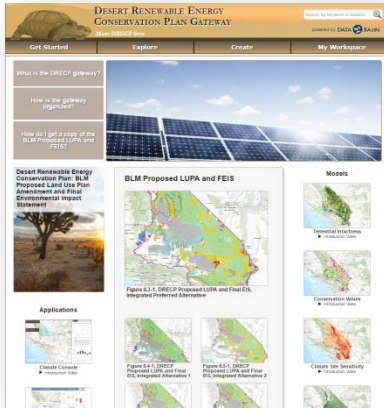 DESERT RENEWABLE ENERGY
CONSERVATION PLAN GATEWAY
More DRECP Sites
Search by keyword or location
powered by DATA BASIN
Get Started
Explore
Create
My Workspace
What is the DRECP gateway?
How is the gateway
organized?
How do I get a copy of the
BLM Proposed LUPA and
FEIS?
Desert Renewable Energy
Conservation Plan: BLM
Proposed Land Use Plan
Amendment and Final
Environmental Impact
Statement
Applications
Climate Console
Introduction Video
BLM Proposed LUPA and FEIS
Figure II.3-1, DRECP Proposed LUPA and Final EIS,
Integrated Preferred Alternative
Figure II.4-1, DRECP
Proposed LUPA and Final
EIS, Integrated Alternative 1
Figure II.5-1, DRECP
Proposed LUPA and Final
EIS, Integrated Alternative 2
Models
Terrestrial Intactness
Introduction Video
Conservation Values
Introduction Video
Climate Site Sensitivity
Introduction Video